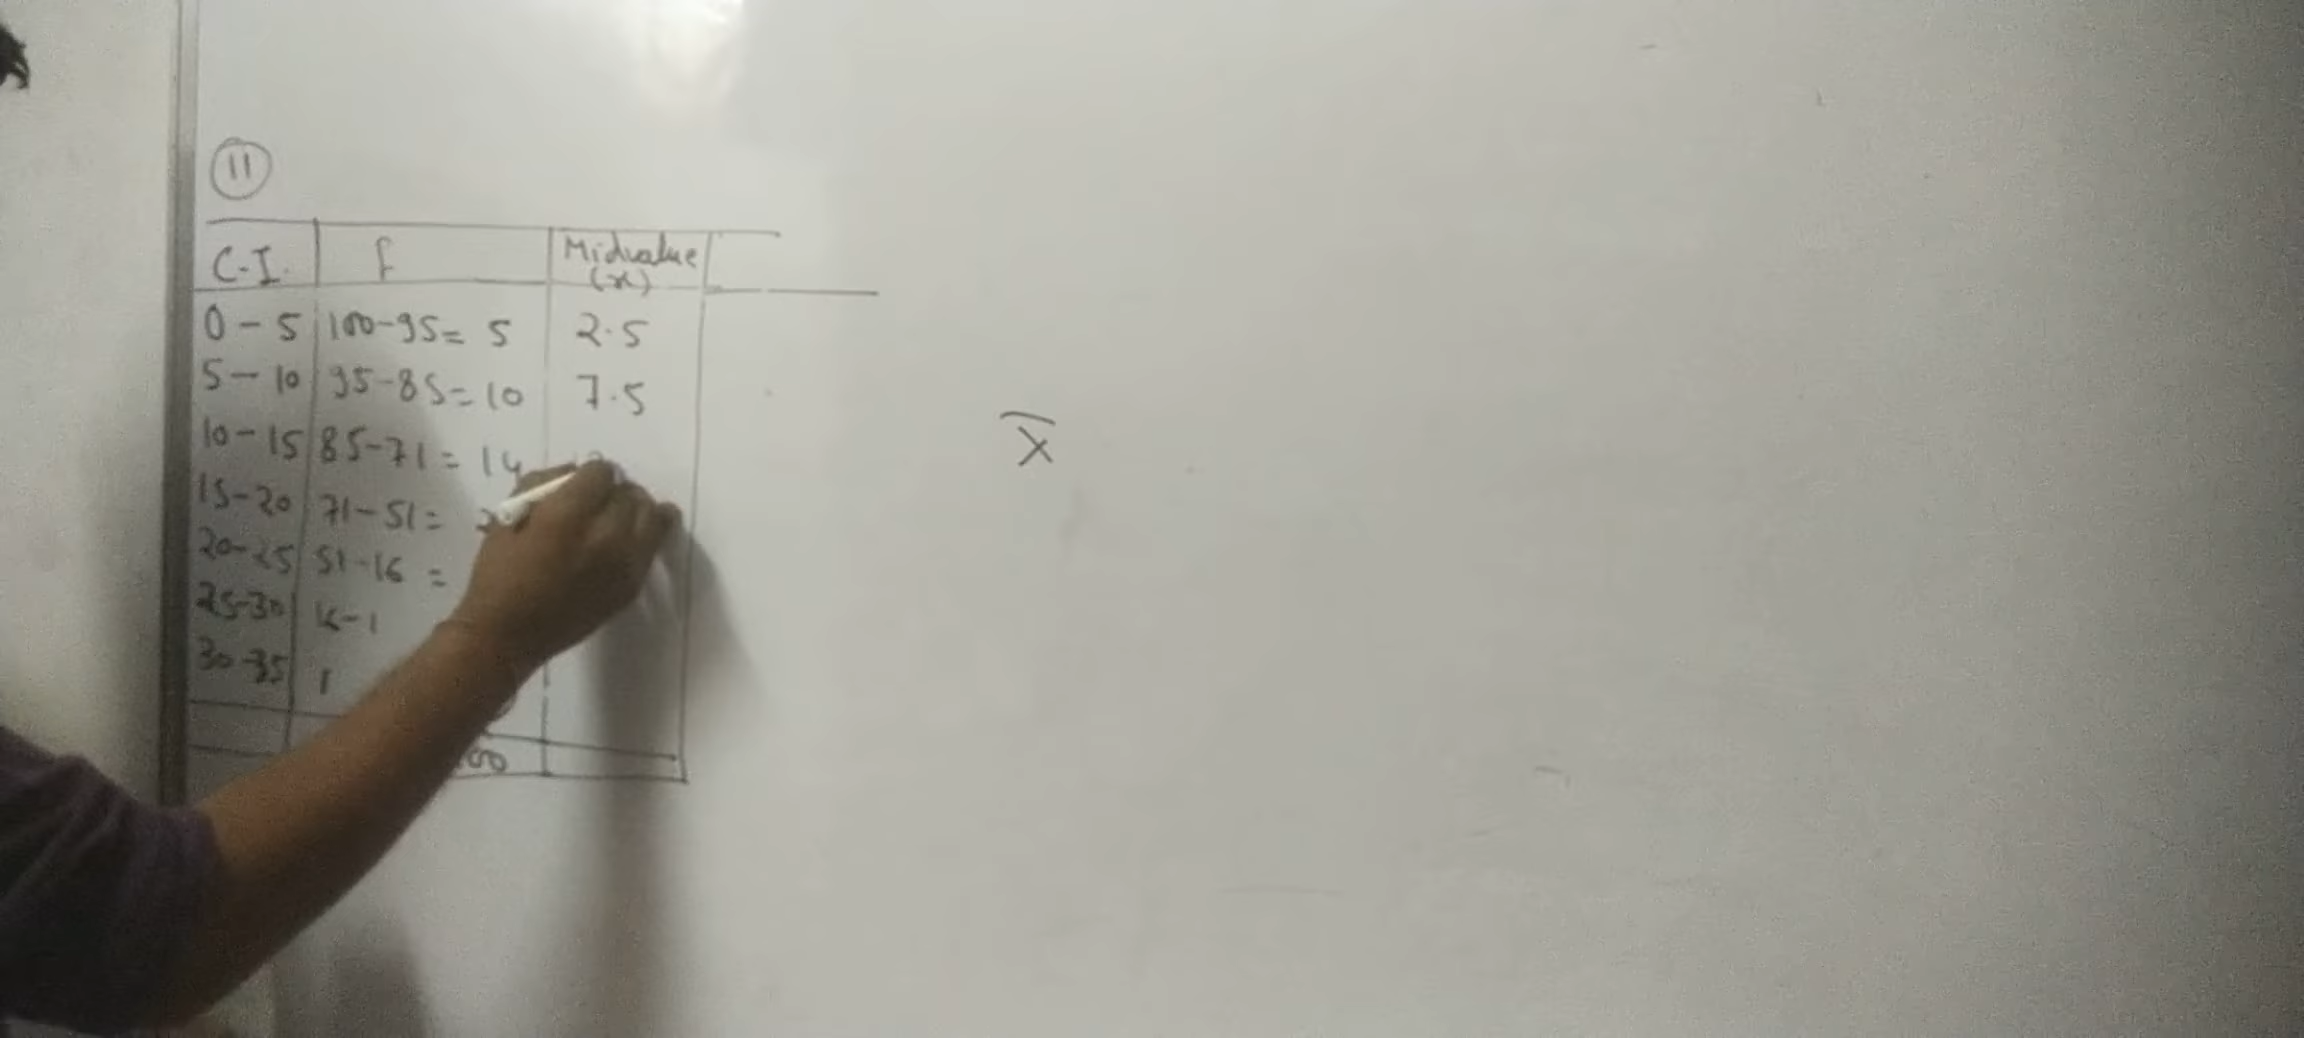 11
C.I. f Midvalue
(x)
0-5 100-95= 5 2.5
5-10 95-85=10 7.5
10-15 85-71= 14
15-20 71-51=
20-25 51-16 =
25-30 16-1
30-35 1
X̅